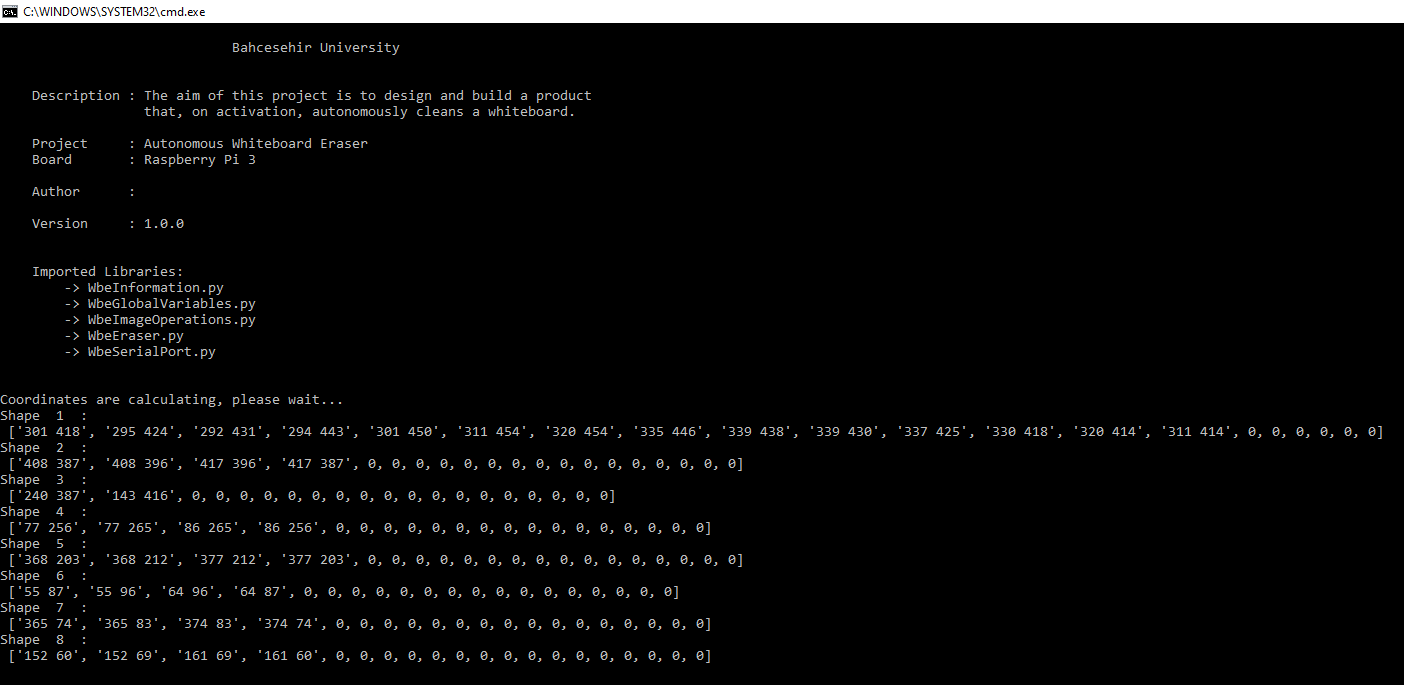 C:\WINDOWS\SYSTEM32\cmd.exe
Bahcesehir University
Description : The aim of this project is to design and build a product
that, on activation, autonomously cleans a whiteboard.
Project : Autonomous Whiteboard Eraser
Board : Raspberry Pi 3
Author :
Version : 1.0.0
Imported Libraries:
-> WbeInformation.py
-> WbeGlobalVariables.py
-> WbeImageOperations.py
-> WbeEraser.py
-> WbeSerialPort.py
Coordinates are calculating, please wait...
Shape 1 :
['301 418', '295 424', '292 431', '294 443', '301 450', '311 454', '320 454', '335 446', '339 438', '339 430', '337 425', '330 418', '320 414', '311 414', 0, 0, 0, 0, 0, 0]
Shape 2 :
['408 387', '408 396', '417 396', '417 387', 0, 0, 0, 0, 0, 0, 0, 0, 0, 0, 0, 0, 0, 0, 0, 0]
Shape 3 :
['240 387', '143 416', 0, 0, 0, 0, 0, 0, 0, 0, 0, 0, 0, 0, 0, 0, 0, 0, 0, 0]
Shape 4 :
['77 256', '77 265', '86 265', '86 256', 0, 0, 0, 0, 0, 0, 0, 0, 0, 0, 0, 0, 0, 0, 0, 0]
Shape 5 :
['368 203', '368 212', '377 212', '377 203', 0, 0, 0, 0, 0, 0, 0, 0, 0, 0, 0, 0, 0, 0, 0, 0]
Shape 6 :
['55 87', '55 96', '64 96', '64 87', 0, 0, 0, 0, 0, 0, 0, 0, 0, 0, 0, 0, 0, 0, 0, 0]
Shape 7 :
['365 74', '365 83', '374 83', '374 74', 0, 0, 0, 0, 0, 0, 0, 0, 0, 0, 0, 0, 0, 0, 0, 0]
Shape 8 :
['152 60', '152 69', '161 69', '161 60', 0, 0, 0, 0, 0, 0, 0, 0, 0, 0, 0, 0, 0, 0, 0, 0]